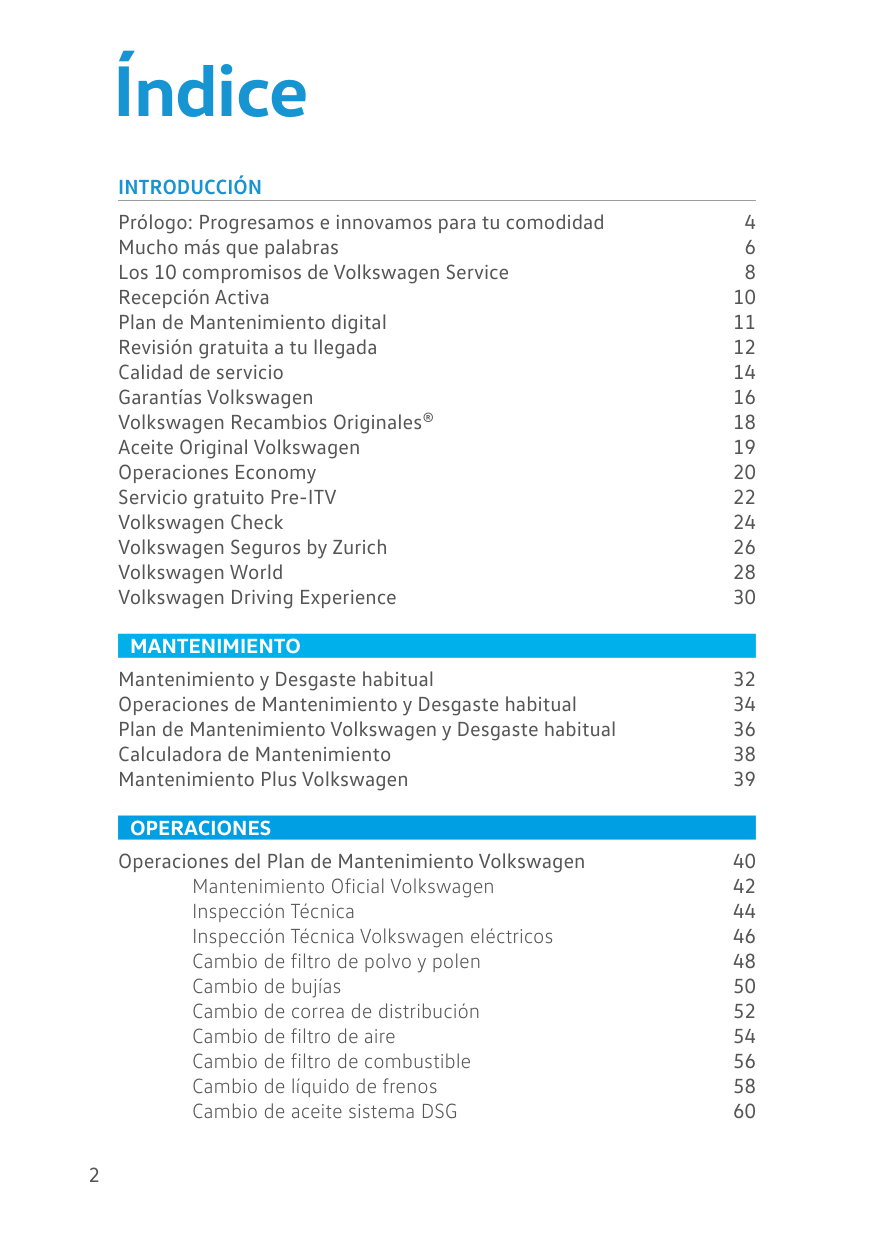 Índice
INTRODUCCIÓN
Prólogo: Progresamos e innovamos para tu comodidad 4
Mucho más que palabras 6
Los 10 compromisos de Volkswagen Service 8
Recepción Activa 10
Plan de Mantenimiento digital 11
Revisión gratuita a tu llegada 12
Calidad de servicio 14
Garantías Volkswagen 16
Volkswagen Recambios Originales® 18
Aceite Original Volkswagen 19
Operaciones Economy 20
Servicio gratuito Pre-ITV 22
Volkswagen Check 24
Volkswagen Seguros by Zurich 26
Volkswagen World 28
Volkswagen Driving Experience 30
MANTENIMIENTO
Mantenimiento y Desgaste habitual 32
Operaciones de Mantenimiento y Desgaste habitual 34
Plan de Mantenimiento Volkswagen y Desgaste habitual 36
Calculadora de Mantenimiento 38
Mantenimiento Plus Volkswagen 39
OPERACIONES
Operaciones del Plan de Mantenimiento Volkswagen 40
Mantenimiento Oficial Volkswagen 42
Inspección Técnica 44
Inspección Técnica Volkswagen eléctricos 46
Cambio de filtro de polvo y polen 48
Cambio de bujías 50
Cambio de correa de distribución 52
Cambio de filtro de aire 54
Cambio de filtro de combustible 56
Cambio de líquido de frenos 58
Cambio de aceite sistema DSG 60
2